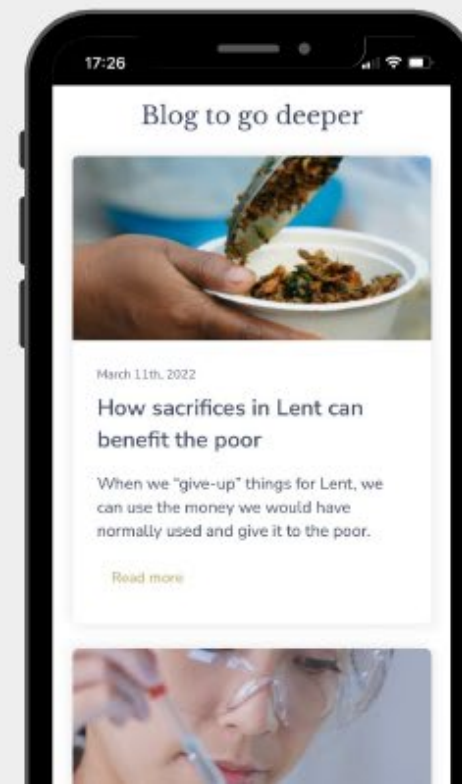 17:26
Blog to go deeper
March 11th, 2022
How sacrifices in Lent can
benefit the poor
When we “give-up” things for Lent, we
can use the money we would have
normally used and give it to the poor.
Read more